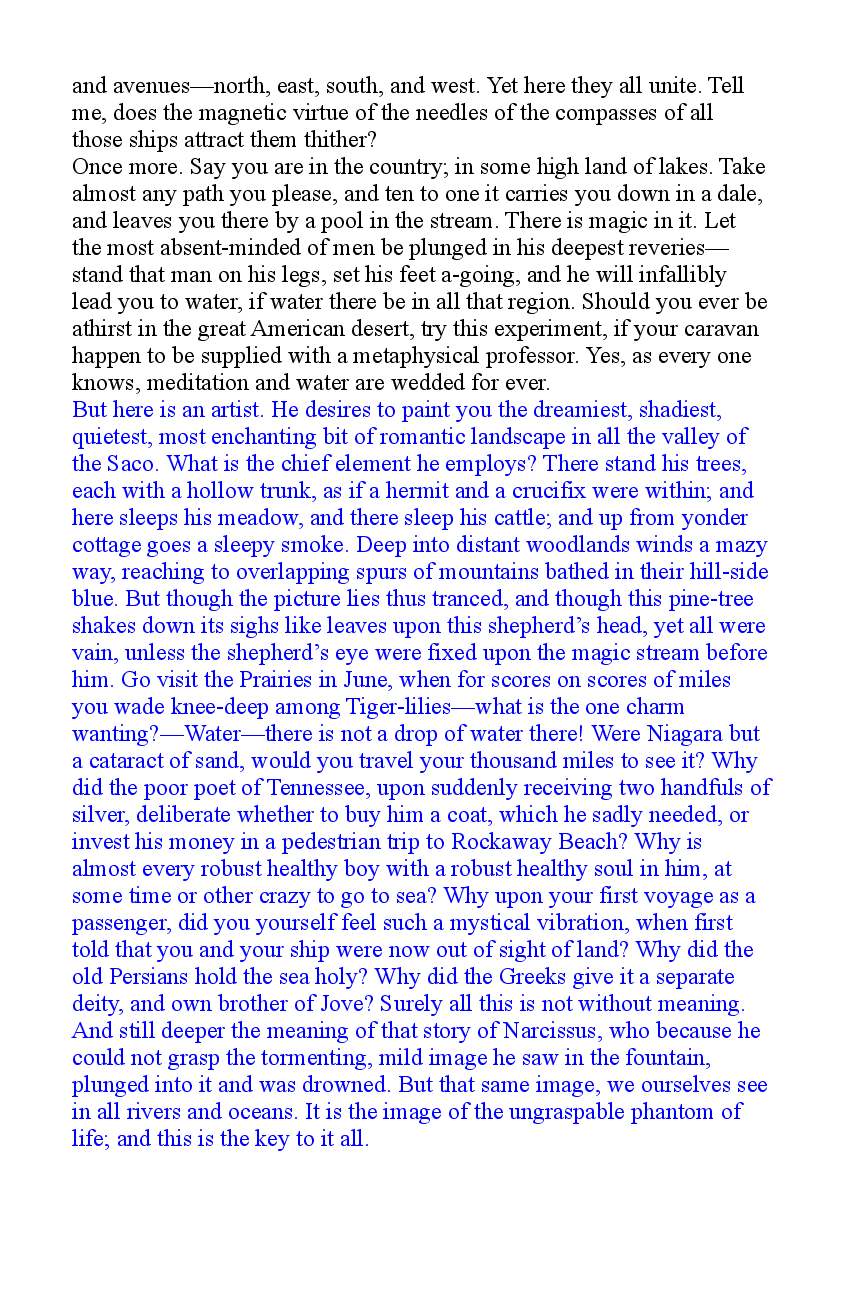 and avenues—north, east, south, and west. Yet here they all unite. Tell
me, does the magnetic virtue of the needles of the compasses of all
those ships attract them thither?
Once more. Say you are in the country; in some high land of lakes. Take
almost any path you please, and ten to one it carries you down in a dale,
and leaves you there by a pool in the stream. There is magic in it. Let
the most absent-minded of men be plunged in his deepest reveries—
stand that man on his legs, set his feet a-going, and he will infallibly
lead you to water, if water there be in all that region. Should you ever be
athirst in the great American desert, try this experiment, if your caravan
happen to be supplied with a metaphysical professor. Yes, as every one
knows, meditation and water are wedded for ever.
But here is an artist. He desires to paint you the dreamiest, shadiest,
quietest, most enchanting bit of romantic landscape in all the valley of
the Saco. What is the chief element he employs? There stand his trees,
each with a hollow trunk, as if a hermit and a crucifix were within; and
here sleeps his meadow, and there sleep his cattle; and up from yonder
cottage goes a sleepy smoke. Deep into distant woodlands winds a mazy
way, reaching to overlapping spurs of mountains bathed in their hill-side
blue. But though the picture lies thus tranced, and though this pine-tree
shakes down its sighs like leaves upon this shepherd’s head, yet all were
vain, unless the shepherd’s eye were fixed upon the magic stream before
him. Go visit the Prairies in June, when for scores on scores of miles
you wade knee-deep among Tiger-lilies—what is the one charm
wanting?—Water—there is not a drop of water there! Were Niagara but
a cataract of sand, would you travel your thousand miles to see it? Why
did the poor poet of Tennessee, upon suddenly receiving two handfuls of
silver, deliberate whether to buy him a coat, which he sadly needed, or
invest his money in a pedestrian trip to Rockaway Beach? Why is
almost every robust healthy boy with a robust healthy soul in him, at
some time or other crazy to go to sea? Why upon your first voyage as a
passenger, did you yourself feel such a mystical vibration, when first
told that you and your ship were now out of sight of land? Why did the
old Persians hold the sea holy? Why did the Greeks give it a separate
deity, and own brother of Jove? Surely all this is not without meaning.
And still deeper the meaning of that story of Narcissus, who because he
could not grasp the tormenting, mild image he saw in the fountain,
plunged into it and was drowned. But that same image, we ourselves see
in all rivers and oceans. It is the image of the ungraspable phantom of
life; and this is the key to it all.